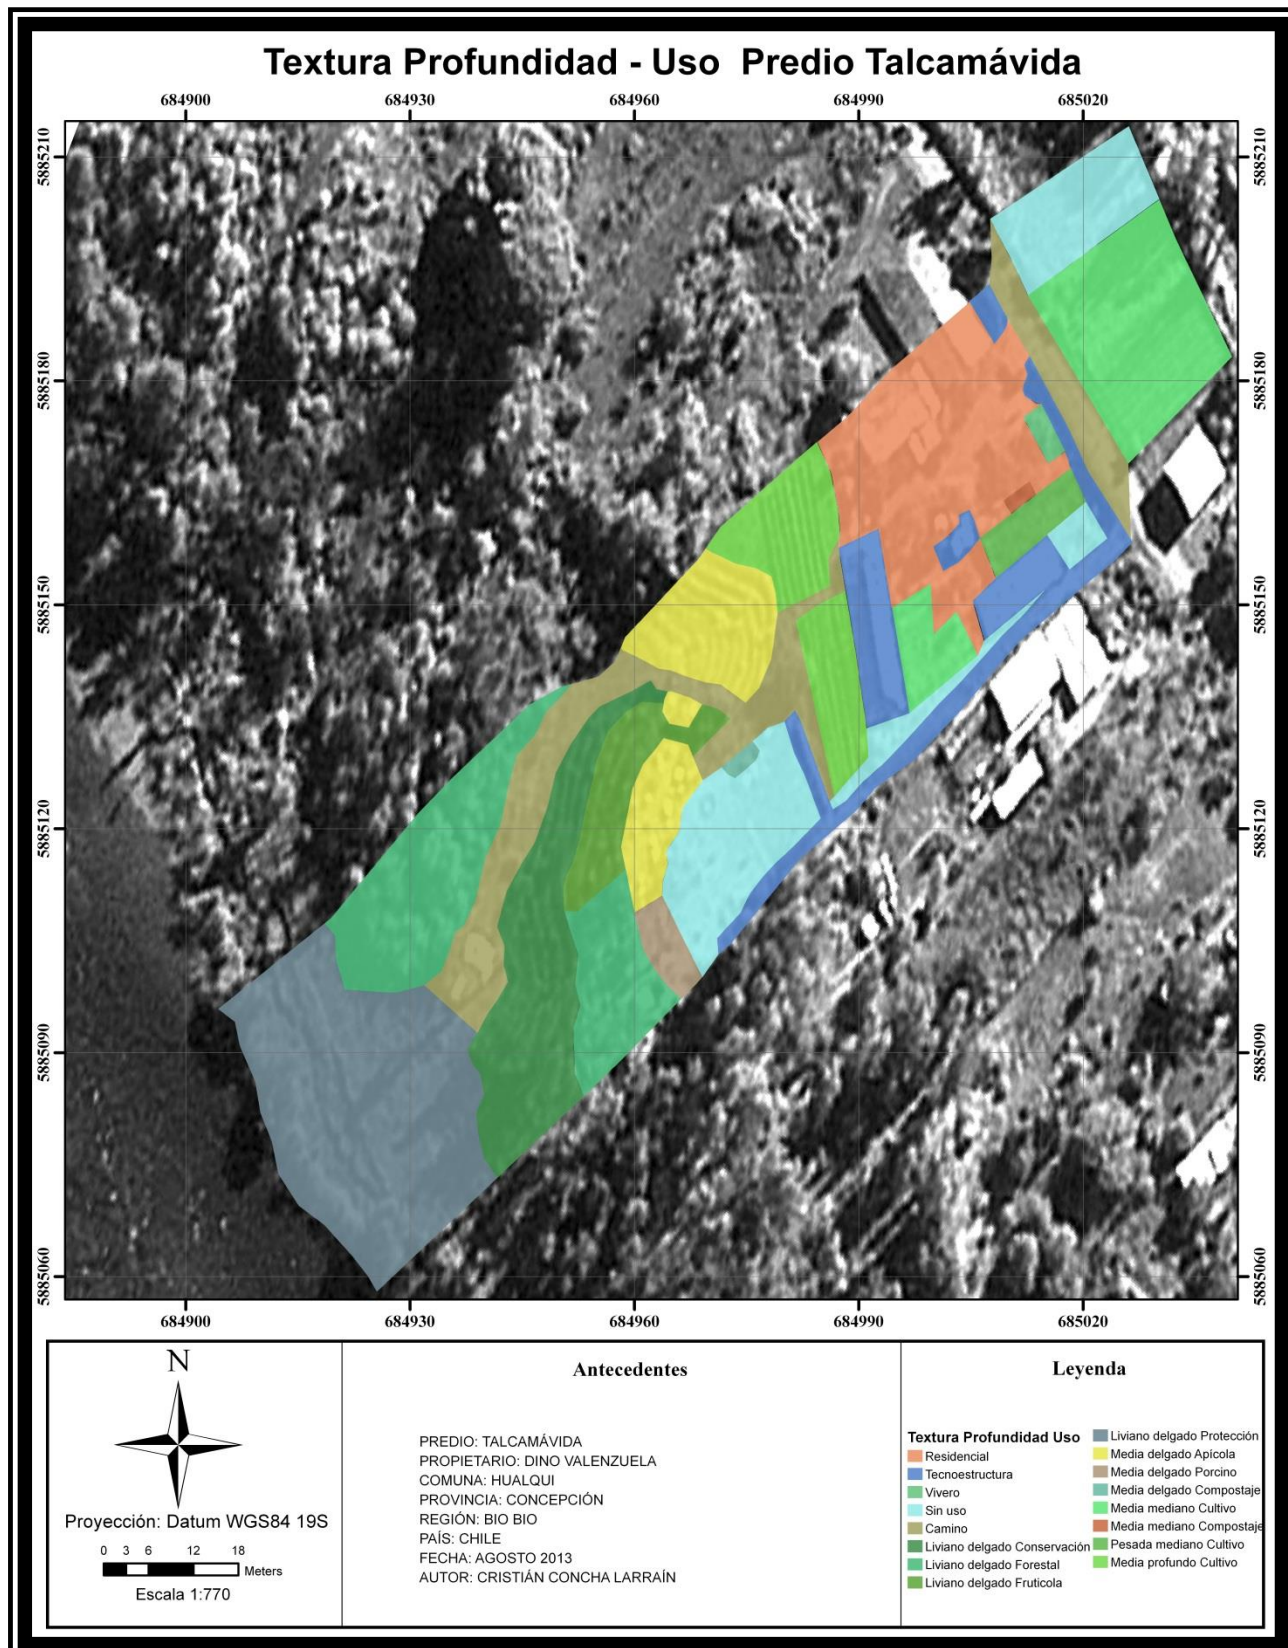 Textura Profundidad - Uso Predio Talcamávida
684900 684930 684960 684990 685020
5885210 5885210
5885180 5885180
5885150 5885150
5885120 5885120
5885090 5885090
5885060 5885060
684900 684930 684960 684990 685020
N
Proyección: Datum WGS84 19S
0 3 6 12 18
Meters
Escala 1:770
Antecedentes
PREDIO: TALCAMÁVIDA
PROPIETARIO: DINO VALENZUELA
COMUNA: HUALQUI
PROVINCIA: CONCEPCIÓN
REGIÓN: BIO BIO
PAÍS: CHILE
FECHA: AGOSTO 2013
AUTOR: CRISTIÁN CONCHA LARRAÍN
Leyenda
Textura Profundidad Uso
Residencial
Tecnoestructura
Vivero
Sin uso
Camino
Liviano delgado Conservación
Liviano delgado Forestal
Liviano delgado Fruticola
Liviano delgado Protección
Media delgado Apícola
Media delgado Porcino
Media delgado Compostaje
Media mediano Cultivo
Media mediano Compostaje
Pesada mediano Cultivo
Media profundo Cultivo